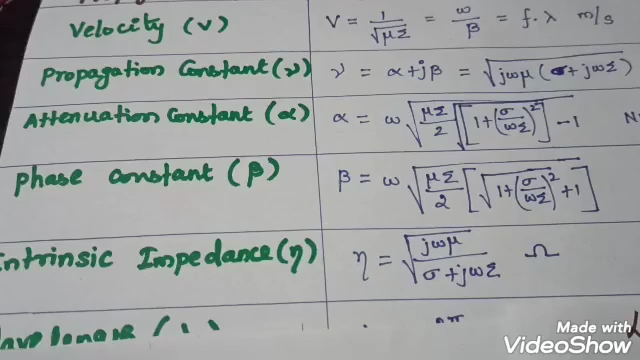 Velocity (v) V = 1/√με = ω/β = f.λ m/s
Propagation Constant (ν) ν = α+jβ = √jωμ(σ+jωε)
Attenuation Constant (α) α = ω√με/2[√1+(σ/ωε)²-1] N
Phase constant (β) β = ω√με/2[√1+(σ/ωε)²+1]
Intrinsic Impedance (η) η = √jωμ/σ+jωε Ω
Made with
VideoShow